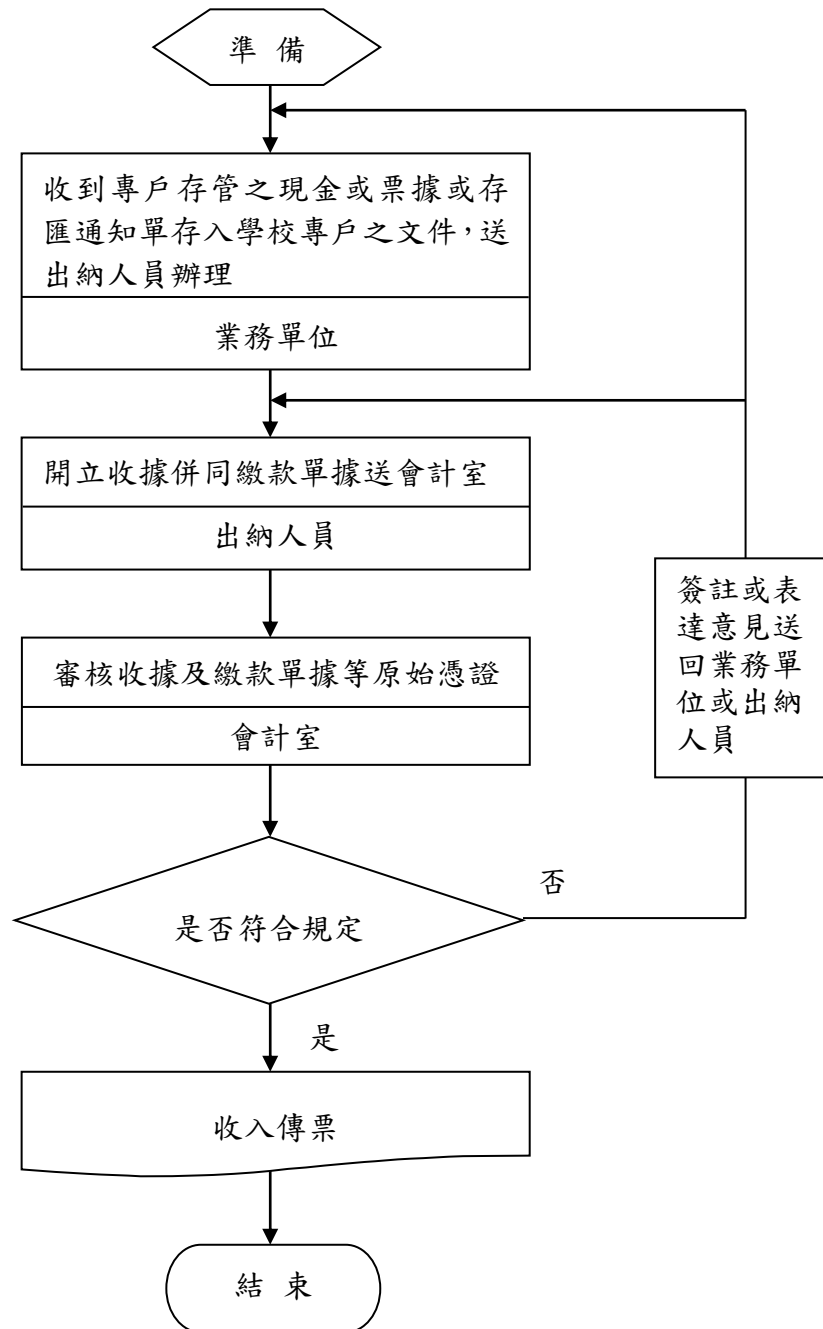 準 備
收到專戶存管之現金或票據或存
匯通知單存入學校專戶之文件，送
出納人員辦理
業務單位
開立收據併同繳款單據送會計室
出納人員
簽註或表
達意見送
回業務單
位或出納
人員
審核收據及繳款單據等原始憑證
會計室
否
是否符合規定
是
收入傳票
結 束